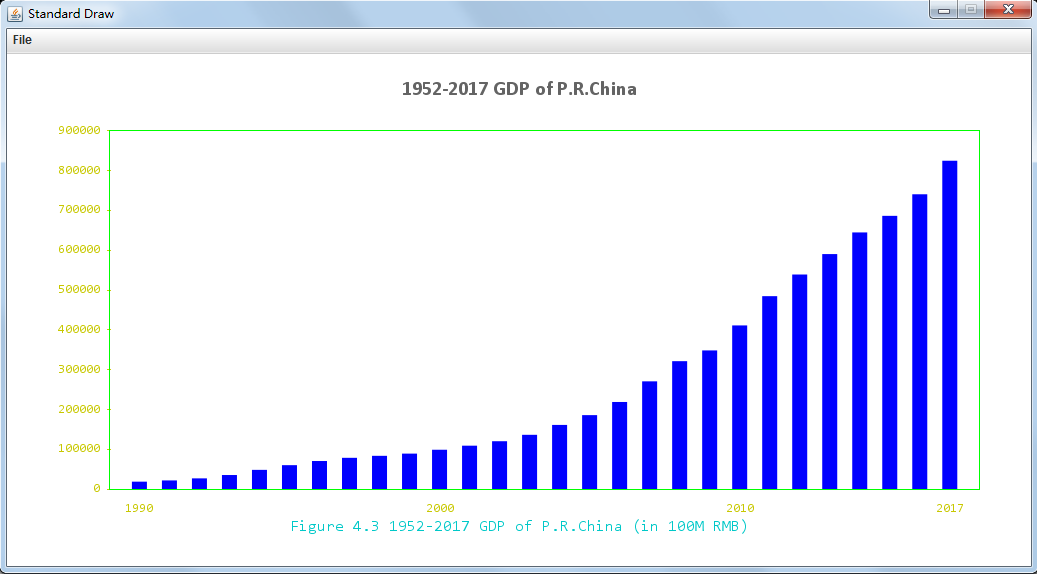 Standard Draw
File
1952-2017 GDP of P.R.China
900000
800000
700000
600000
500000
400000
300000
200000
100000
0
1990 2000 2010 2017
Figure 4.3 1952-2017 GDP of P.R.China (in 100M RMB)